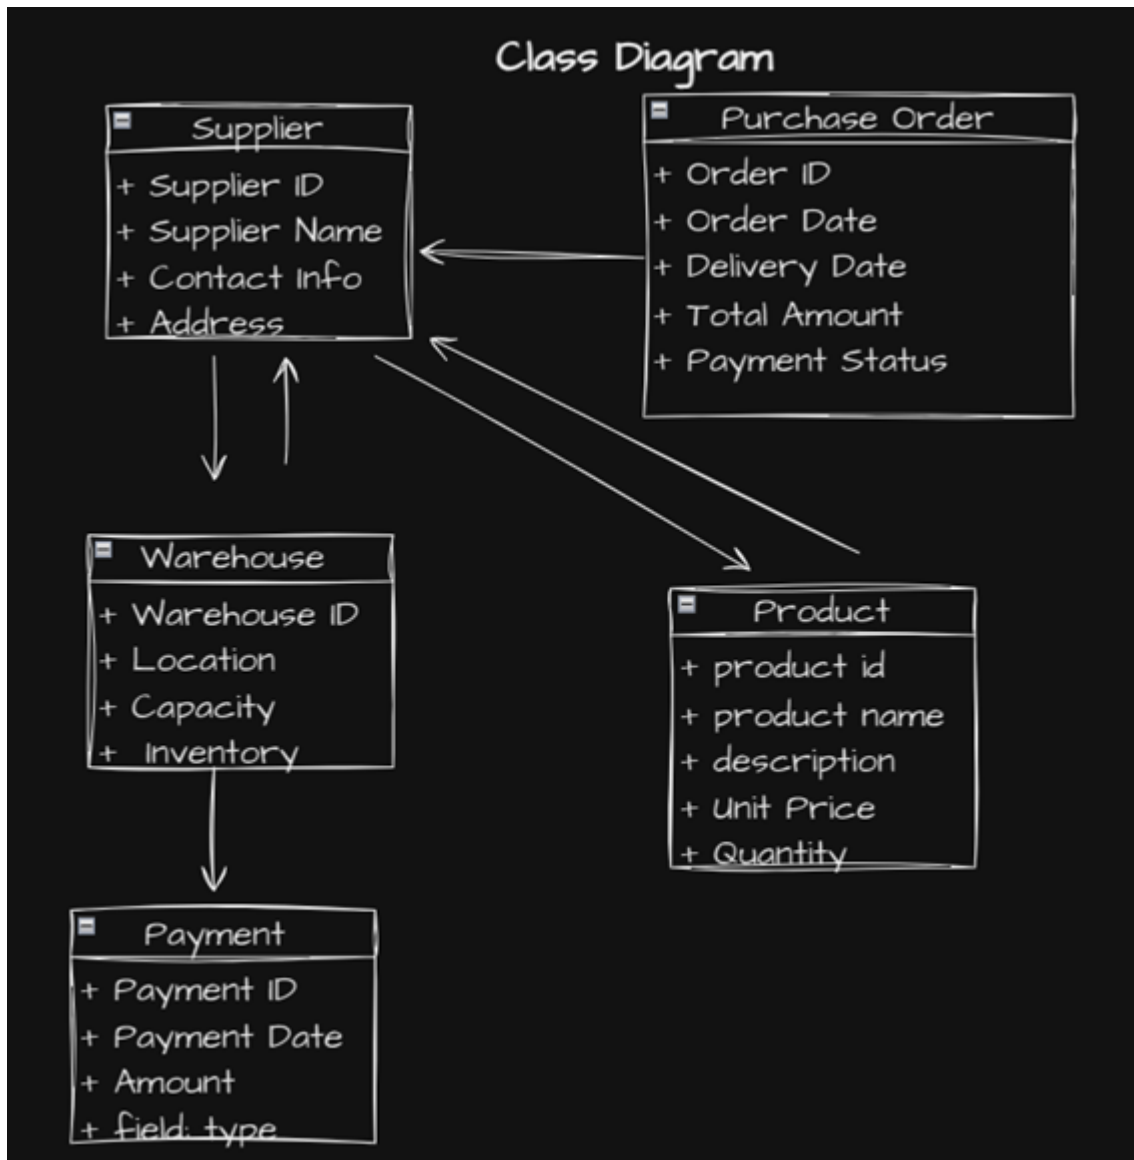 Class Diagram
Supplier
+ Supplier ID
+ Supplier Name
+ Contact Info
+ Address
Purchase Order
+ Order ID
+ Order Date
+ Delivery Date
+ Total Amount
+ Payment Status
Warehouse
+ Warehouse ID
+ Location
+ Capacity
+ Inventory
Product
+ product id
+ product name
+ description
+ Unit Price
+ Quantity
Payment
+ Payment ID
+ Payment Date
+ Amount
+ field: type